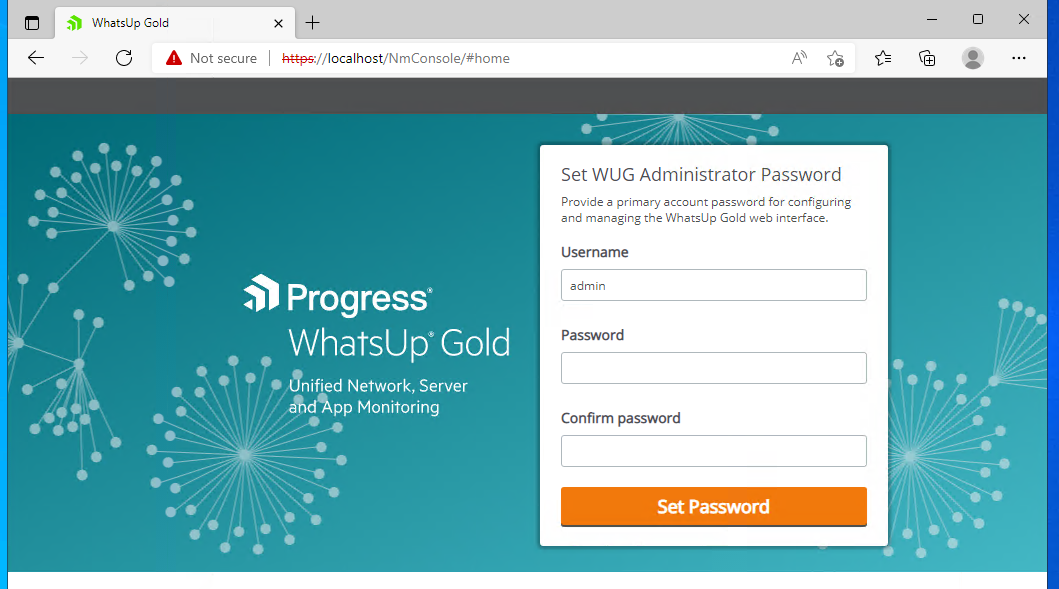 WhatsUp Gold
Not secure https://localhost/NmConsole/#home
Set WUG Administrator Password
Provide a primary account password for configuring
and managing the WhatsUp Gold web interface.
Username
admin
Password
Confirm password
Set Password
Progress®
WhatsUp® Gold
Unified Network, Server
and App Monitoring